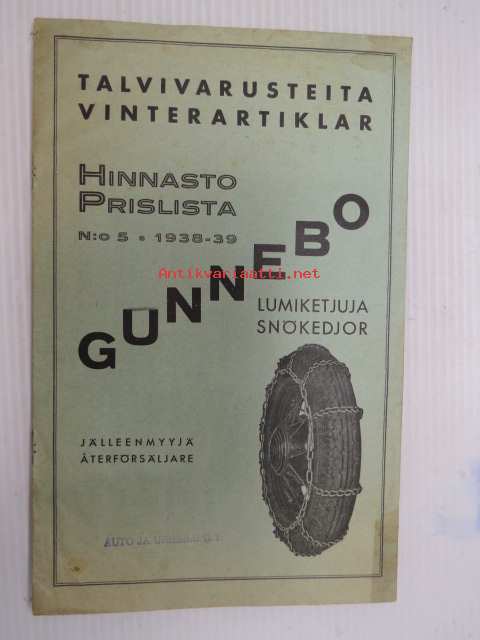 TALVIVARUSTEITA
VINTERARTIKLAR
HINNASTO
PRISLISTA
N:o 5 • 1938-39
Antikvariaatti.net
GUNNEBO
LUMIKETJUJA
SNÖKEDJOR
JÄLLEENMYYJÄ
ÅTERFÖRSÄLJARE
AUTO JA